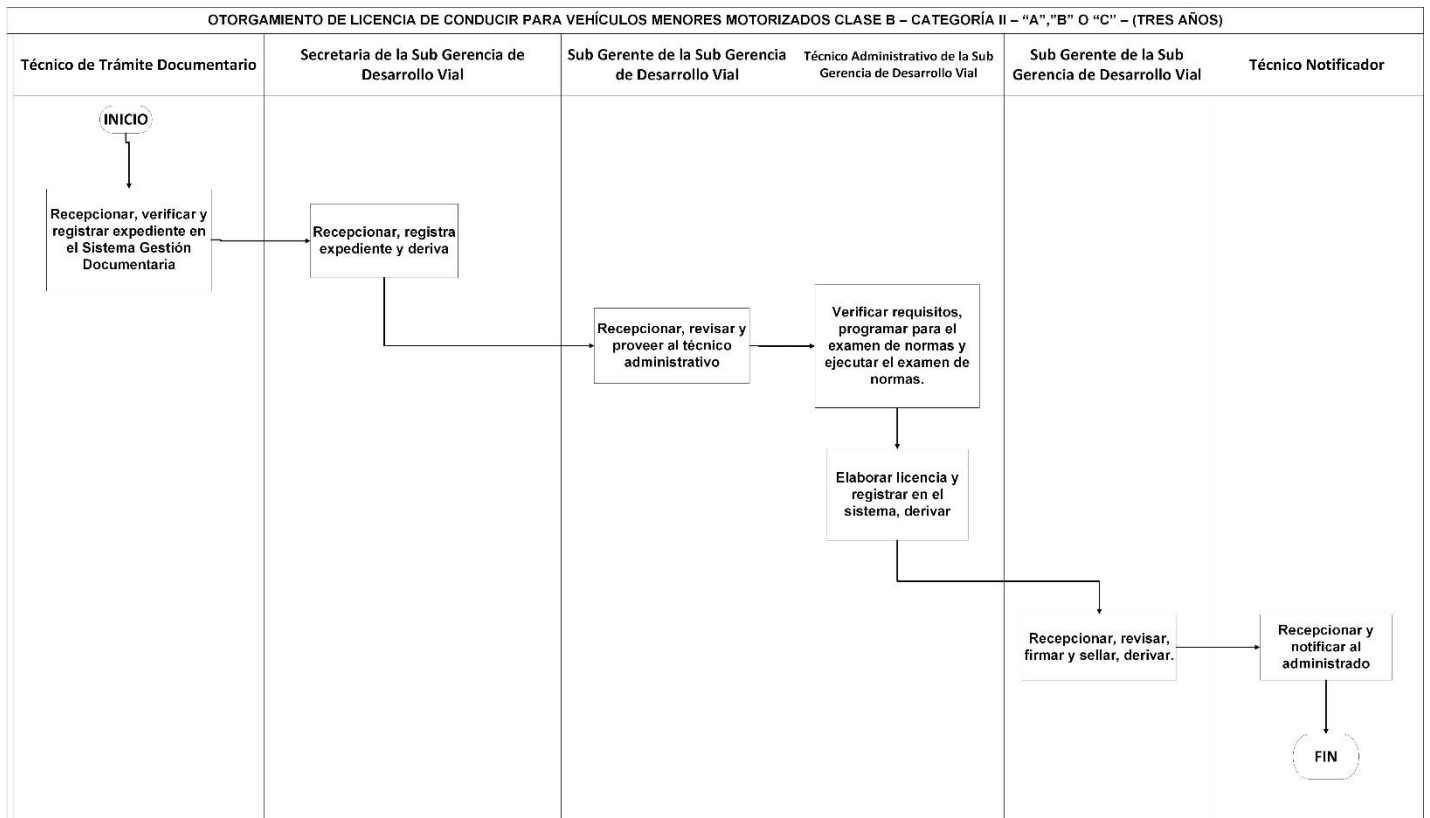 OTORGAMIENTO DE LICENCIA DE CONDUCIR PARA VEHÍCULOS MENORES MOTORIZADOS CLASE B – CATEGORÍA II – “A”,”B” O “C” – (TRES AÑOS)
Técnico de Trámite Documentario
Secretaria de la Sub Gerencia de
Desarrollo Vial
Sub Gerente de la Sub Gerencia
de Desarrollo Vial
Técnico Administrativo de la Sub
Gerencia de Desarrollo Vial
Sub Gerente de la Sub
Gerencia de Desarrollo Vial
Técnico Notificador
INICIO
Recepcionar, verificar y
registrar expediente en
el Sistema Gestión
Documentaria
Recepcionar, registra
expediente y deriva
Recepcionar, revisar y
proveer al técnico
administrativo
Verificar requisitos,
programar para el
examen de normas y
ejecutar el examen de
normas.
Elaborar licencia y
registrar en el
sistema, derivar
Recepcionar, revisar,
firmar y sellar, derivar.
Recepcionar y
notificar al
administrado
FIN